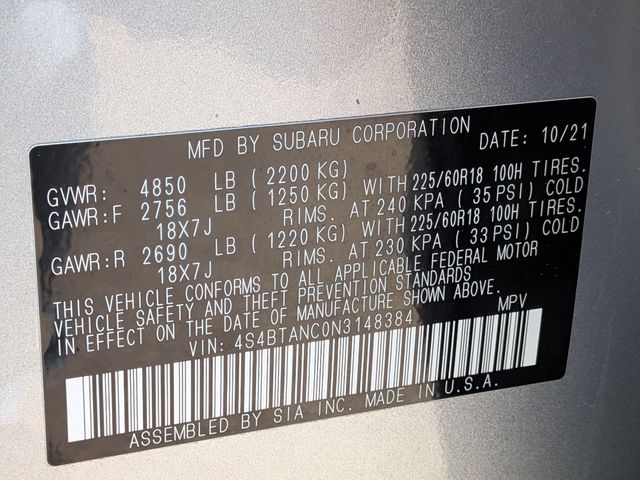 MFD BY SUBARU CORPORATION DATE: 10/21
GVWR: 4850 LB ( 2200 KG)
GAWR:F 2756 LB ( 1250 KG) WITH 225/60R18 100H TIRES.
18X7J RIMS. AT 240 KPA ( 35 PSI) COLD
GAWR:R 2690 LB ( 1220 KG) WITH 225/60R18 100H TIRES.
18X7J RIMS. AT 230 KPA ( 33 PSI) COLD
THIS VEHICLE CONFORMS TO ALL APPLICABLE FEDERAL MOTOR
VEHICLE SAFETY AND THEFT PREVENTION STANDARDS
IN EFFECT ON THE DATE OF MANUFACTURE SHOWN ABOVE.
VIN: 4S4BTANC0N3148384 MPV
ASSEMBLED BY SIA INC. MADE IN U.S.A.